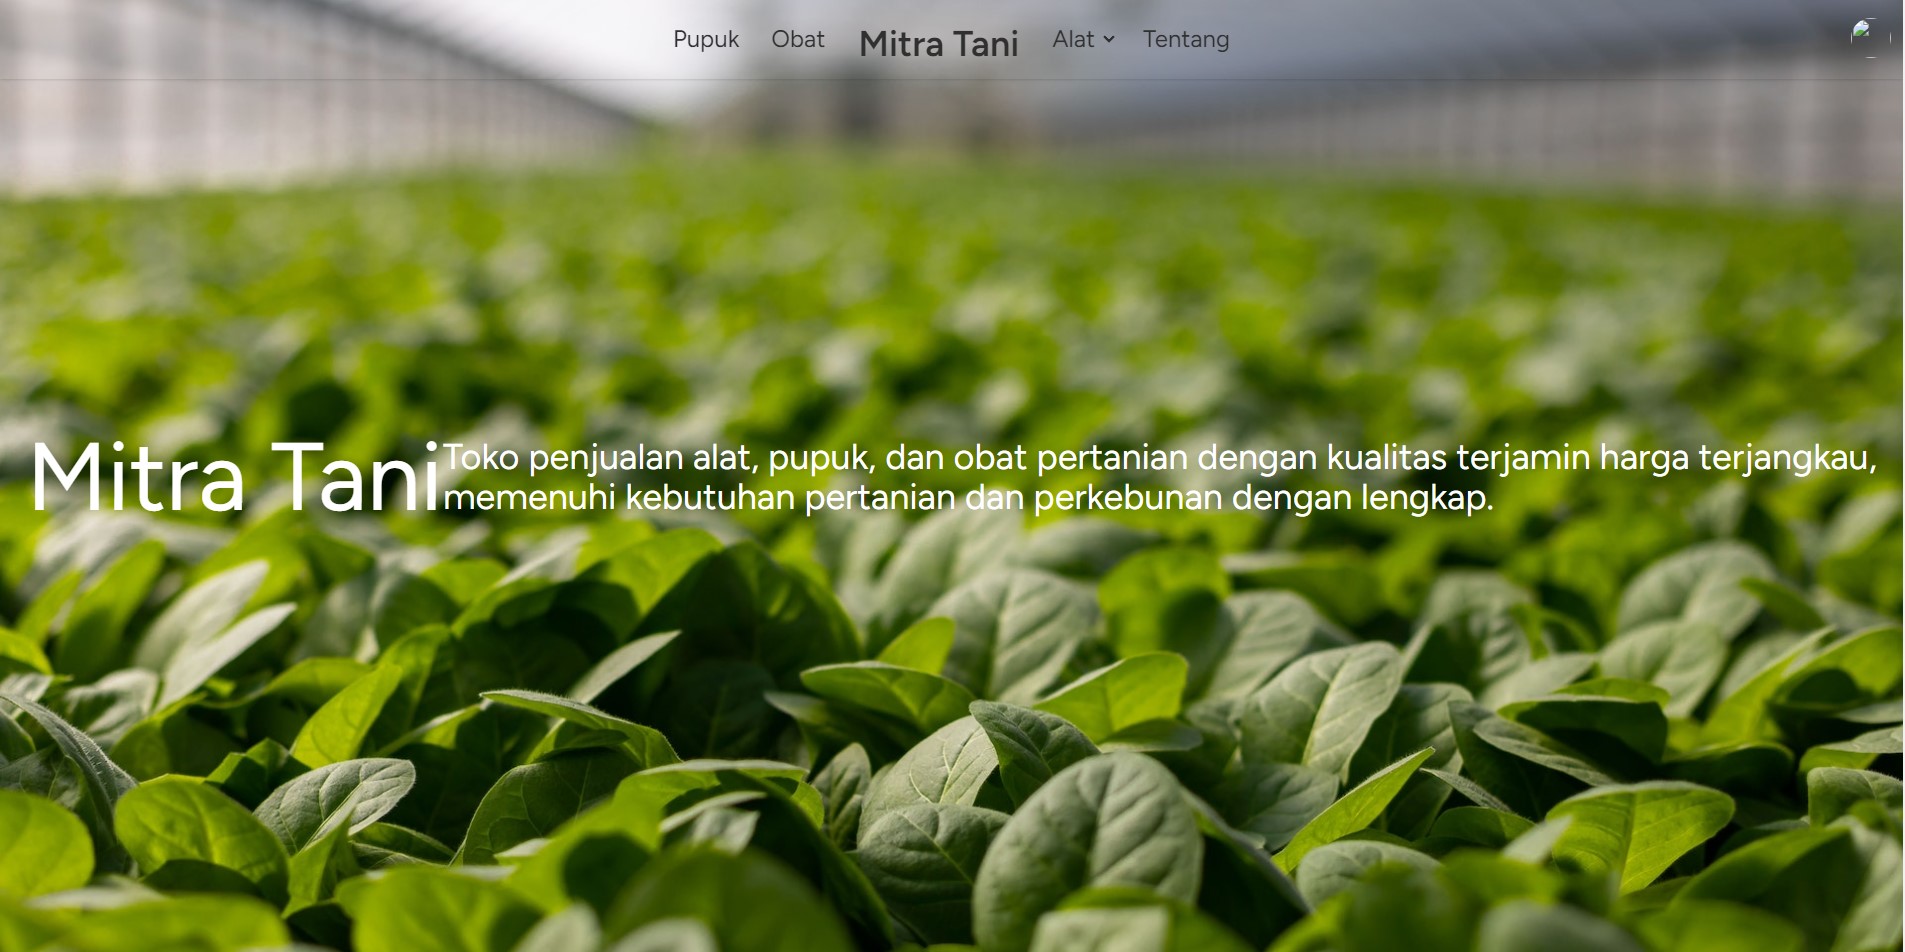 Pupuk Obat Mitra Tani Alat Tentang
Mitra Tani
Toko penjualan alat, pupuk, dan obat pertanian dengan kualitas terjamin harga terjangkau,
memenuhi kebutuhan pertanian dan perkebunan dengan lengkap.